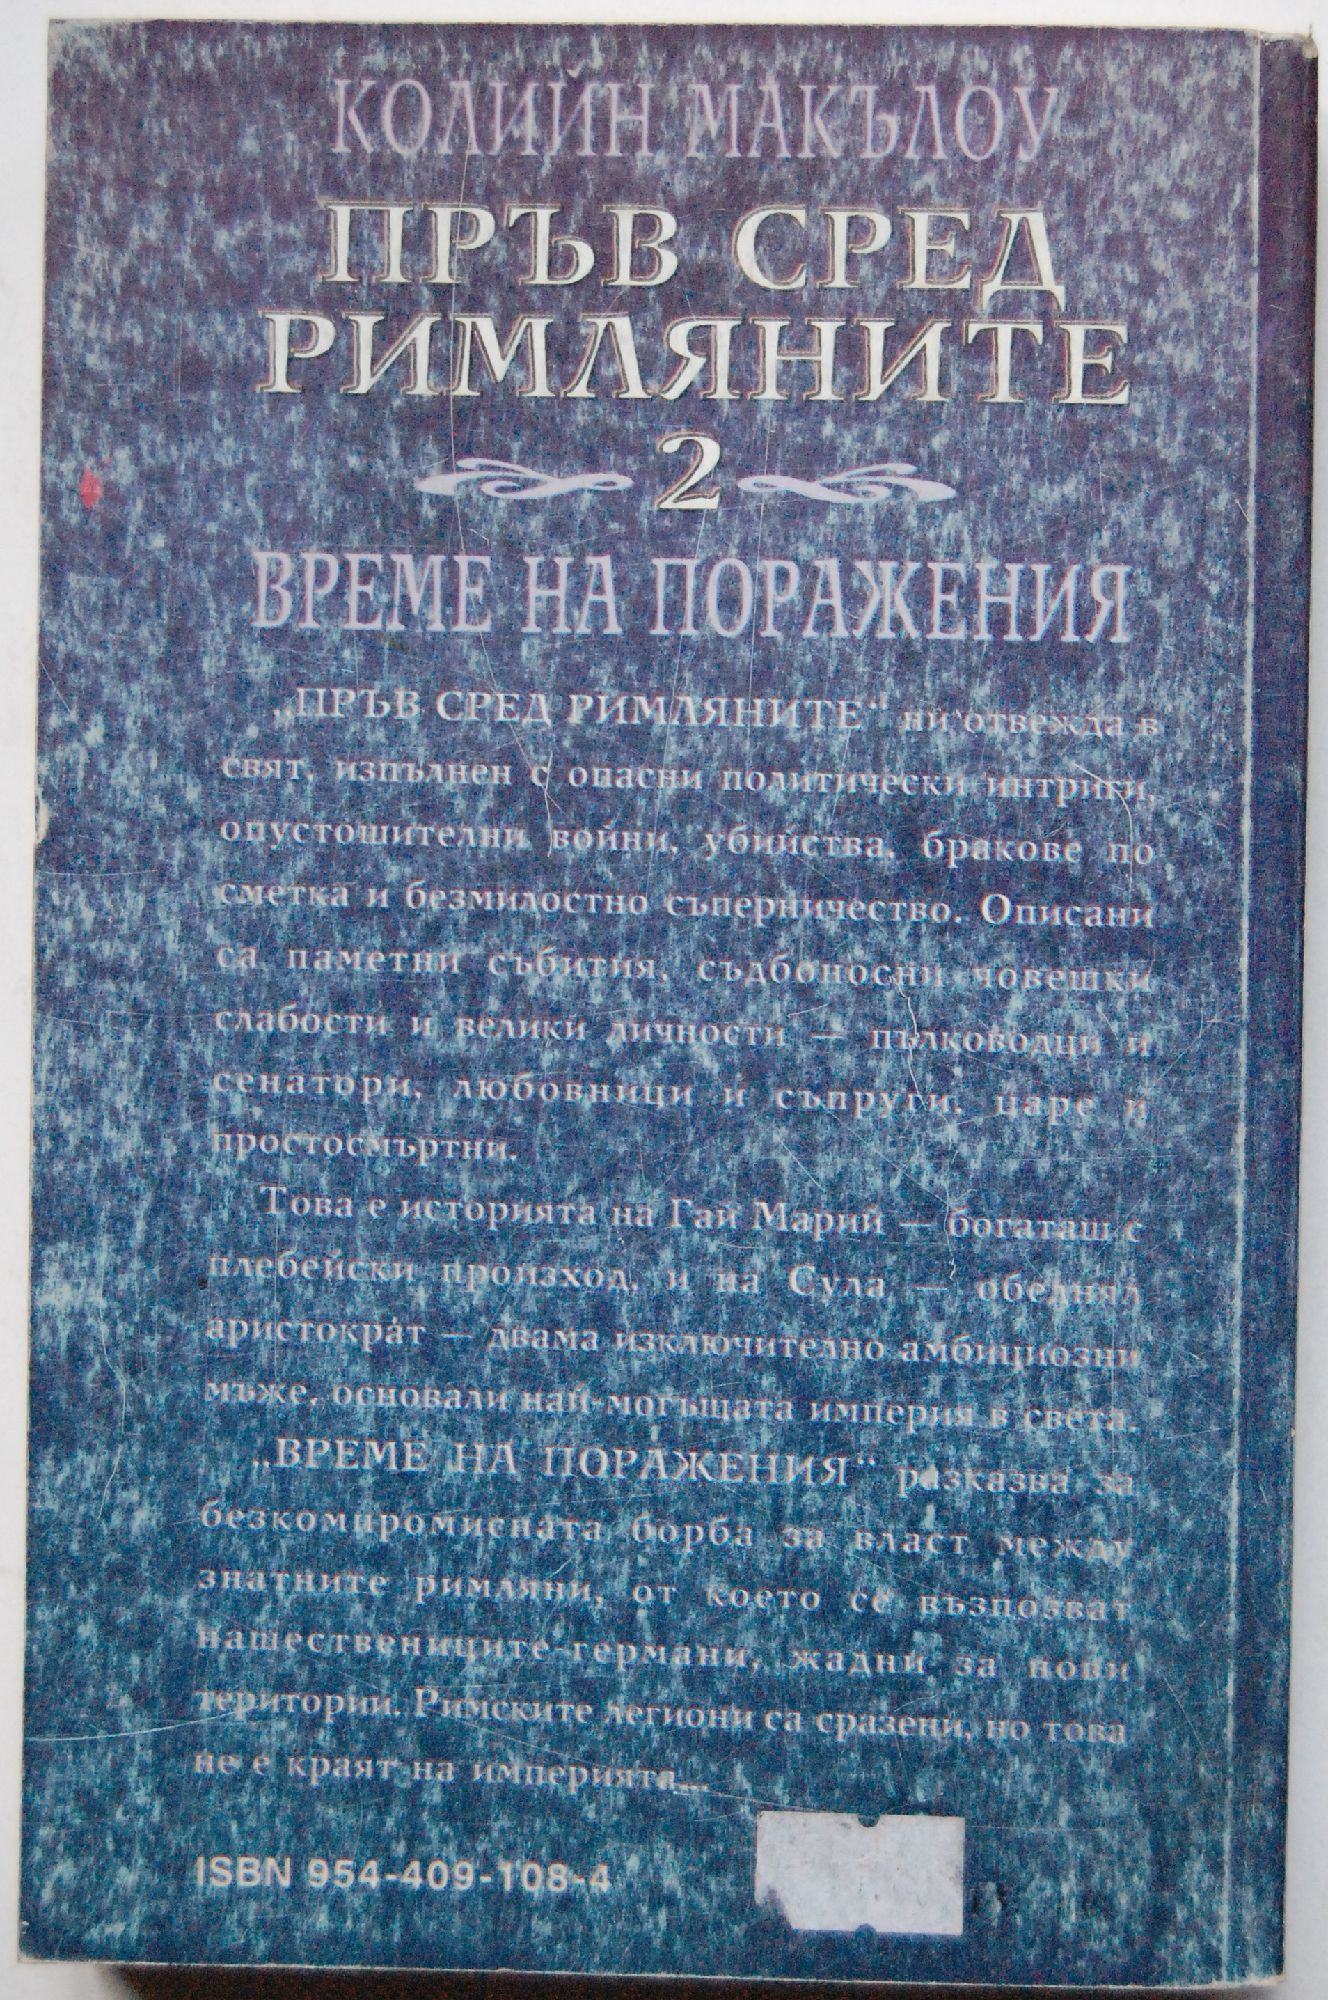 КОЛИЙН МАКЪЛОУ
ПРЪВ СРЕД
РИМЛЯНИТЕ
2
ВРЕМЕ НА ПОРАЖЕНИЯ
„ПРЪВ СРЕД РИМЛЯНИТЕ“ ни отвежда в
свят, изпълнен с опасни политически интриги,
опустошителни войни, убийства, бракове по
сметка и безмилостно съперничество. Описани
са паметни събития, съдбоносни човешки
слабости и велики личности – пълководци и
сенатори, любовници и съпруги, царе и
простосмъртни.
Това е историята на Гай Марий – богаташ с
плебейски произход, и на Сула – обеднял
аристократ – двама изключително амбициозни
мъже, основали най-могъщата империя в света.
„ВРЕМЕ НА ПОРАЖЕНИЯ“ разказва за
безкомпромисната борба за власт между
знатните римляни, от което се възползват
нашествениците-германи, жадни за нови
територии. Римските легиони са сразени, но това
не е краят на империята...
ISBN 954-409-108-4